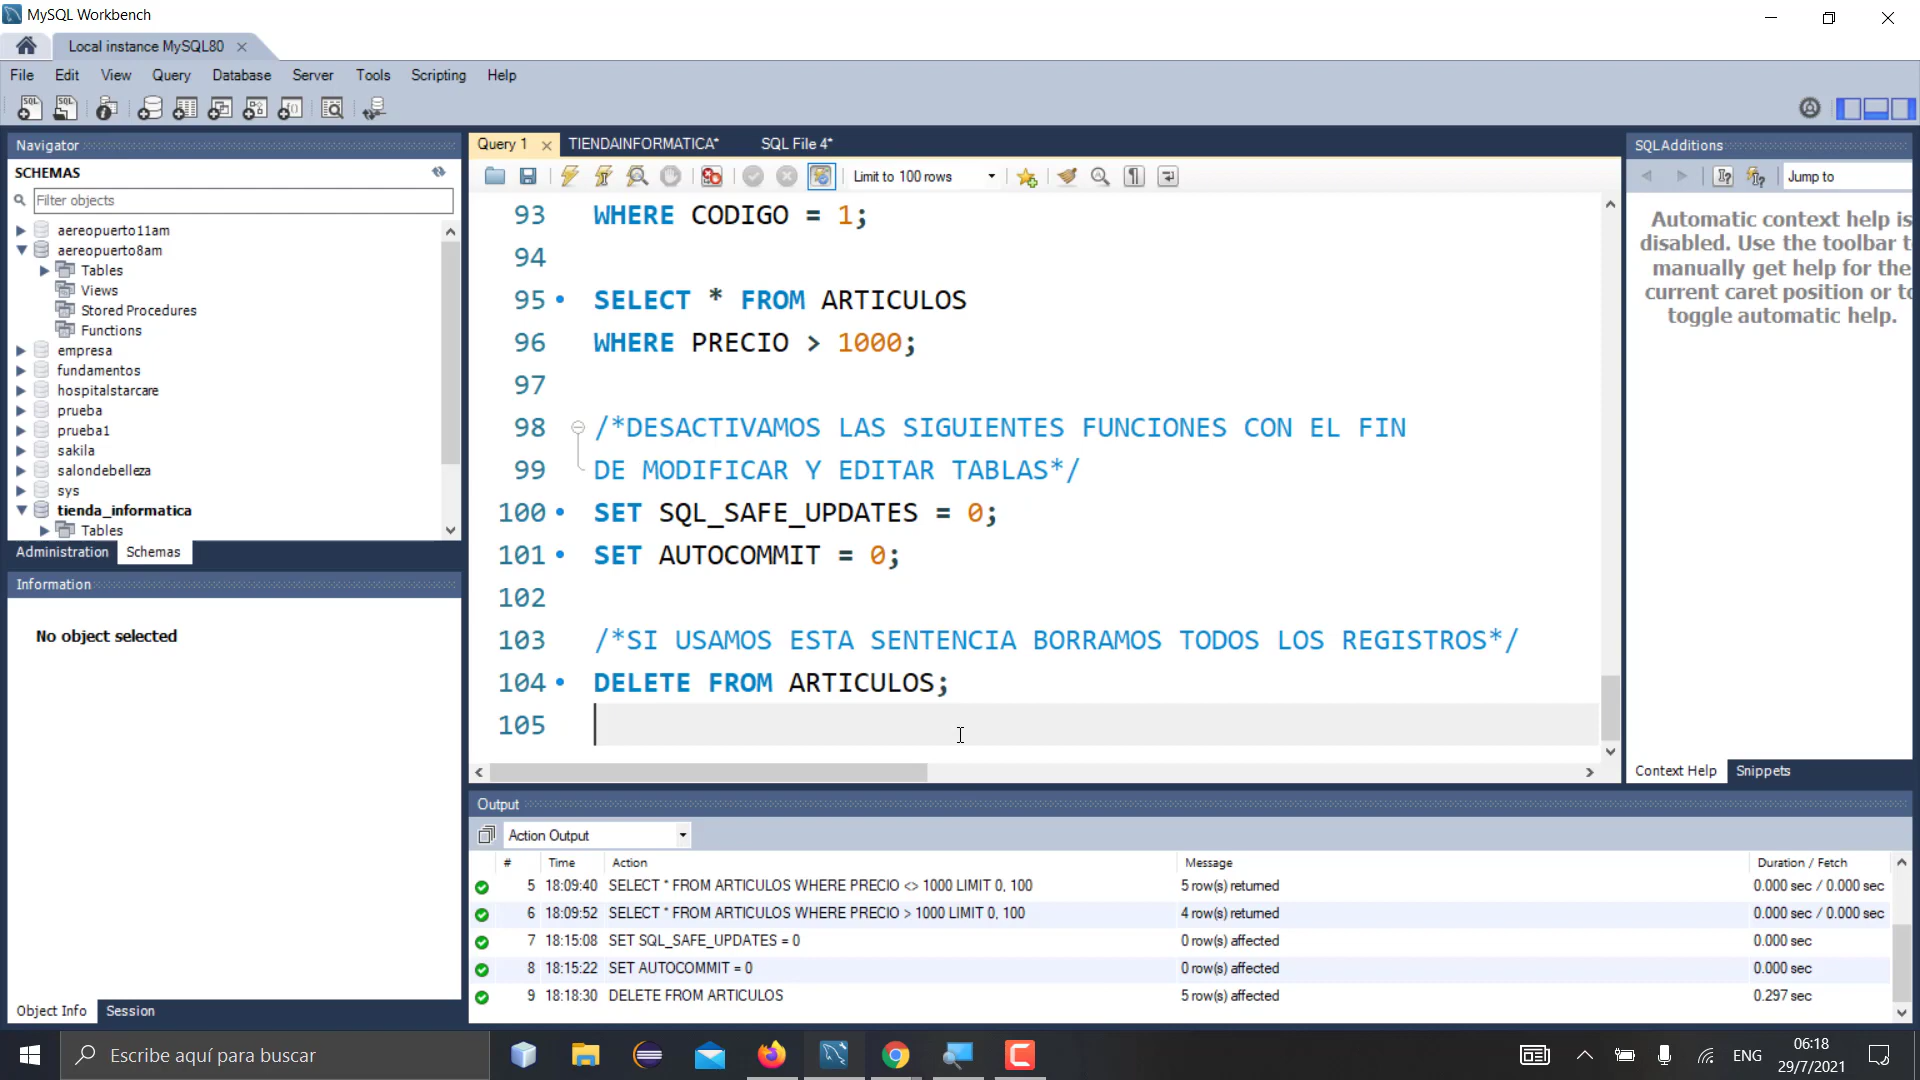 MySQL Workbench
Local instance MySQL80
File Edit View Query Database Server Tools Scripting Help
Navigator
SCHEMAS
Filter objects
aereopuerto11am
aereopuerto8am
Tables
Views
Stored Procedures
Functions
empresa
fundamentos
hospitalstarcare
prueba
prueba1
sakila
salondebelleza
sys
tienda_informatica
Tables
Administration Schemas
Information
No object selected
Object Info Session
Query 1 TIENDAINFORMATICA* SQL File 4*
Limit to 100 rows
93 WHERE CODIGO = 1;
94
95 SELECT * FROM ARTICULOS
96 WHERE PRECIO > 1000;
97
98 /*DESACTIVAMOS LAS SIGUIENTES FUNCIONES CON EL FIN
99 DE MODIFICAR Y EDITAR TABLAS*/
100 SET SQL_SAFE_UPDATES = 0;
101 SET AUTOCOMMIT = 0;
102
103 /*SI USAMOS ESTA SENTENCIA BORRAMOS TODOS LOS REGISTROS*/
104 DELETE FROM ARTICULOS;
105
SQLAdditions
Jump to
Automatic context help is
disabled. Use the toolbar t
manually get help for the
current caret position or to
toggle automatic help.
Context Help Snippets
Output
Action Output
# Time Action Message Duration / Fetch
5 18:09:40 SELECT * FROM ARTICULOS WHERE PRECIO <> 1000 LIMIT 0, 100 5 row(s) returned 0.000 sec / 0.000 sec
6 18:09:52 SELECT * FROM ARTICULOS WHERE PRECIO > 1000 LIMIT 0, 100 4 row(s) returned 0.000 sec / 0.000 sec
7 18:15:08 SET SQL_SAFE_UPDATES = 0 0 row(s) affected 0.000 sec
8 18:15:22 SET AUTOCOMMIT = 0 0 row(s) affected 0.000 sec
9 18:18:30 DELETE FROM ARTICULOS 5 row(s) affected 0.297 sec
Escribe aquí para buscar
ENG
06:18
29/7/2021